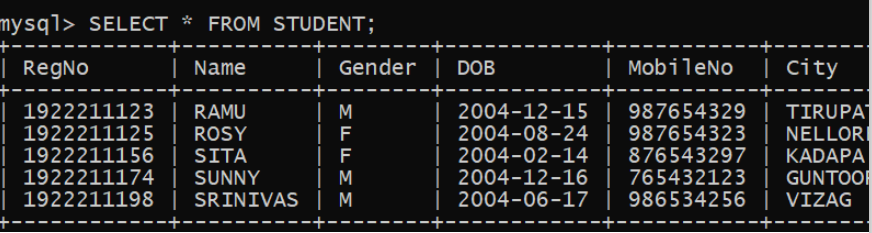 mysql> SELECT * FROM STUDENT;
+------------+----------+--------+------------+-----------+-------
| RegNo | Name | Gender | DOB | MobileNo | City
+------------+----------+--------+------------+-----------+-------
| 1922211123 | RAMU | M | 2004-12-15 | 987654329 | TIRUPAT
| 1922211125 | ROSY | F | 2004-08-24 | 987654323 | NELLOR
| 1922211156 | SITA | F | 2004-02-14 | 876543297 | KADAPA
| 1922211174 | SUNNY | M | 2004-12-16 | 765432123 | GUNTOO
| 1922211198 | SRINIVAS | M | 2004-06-17 | 986534256 | VIZAG
+------------+----------+--------+------------+-----------+-------